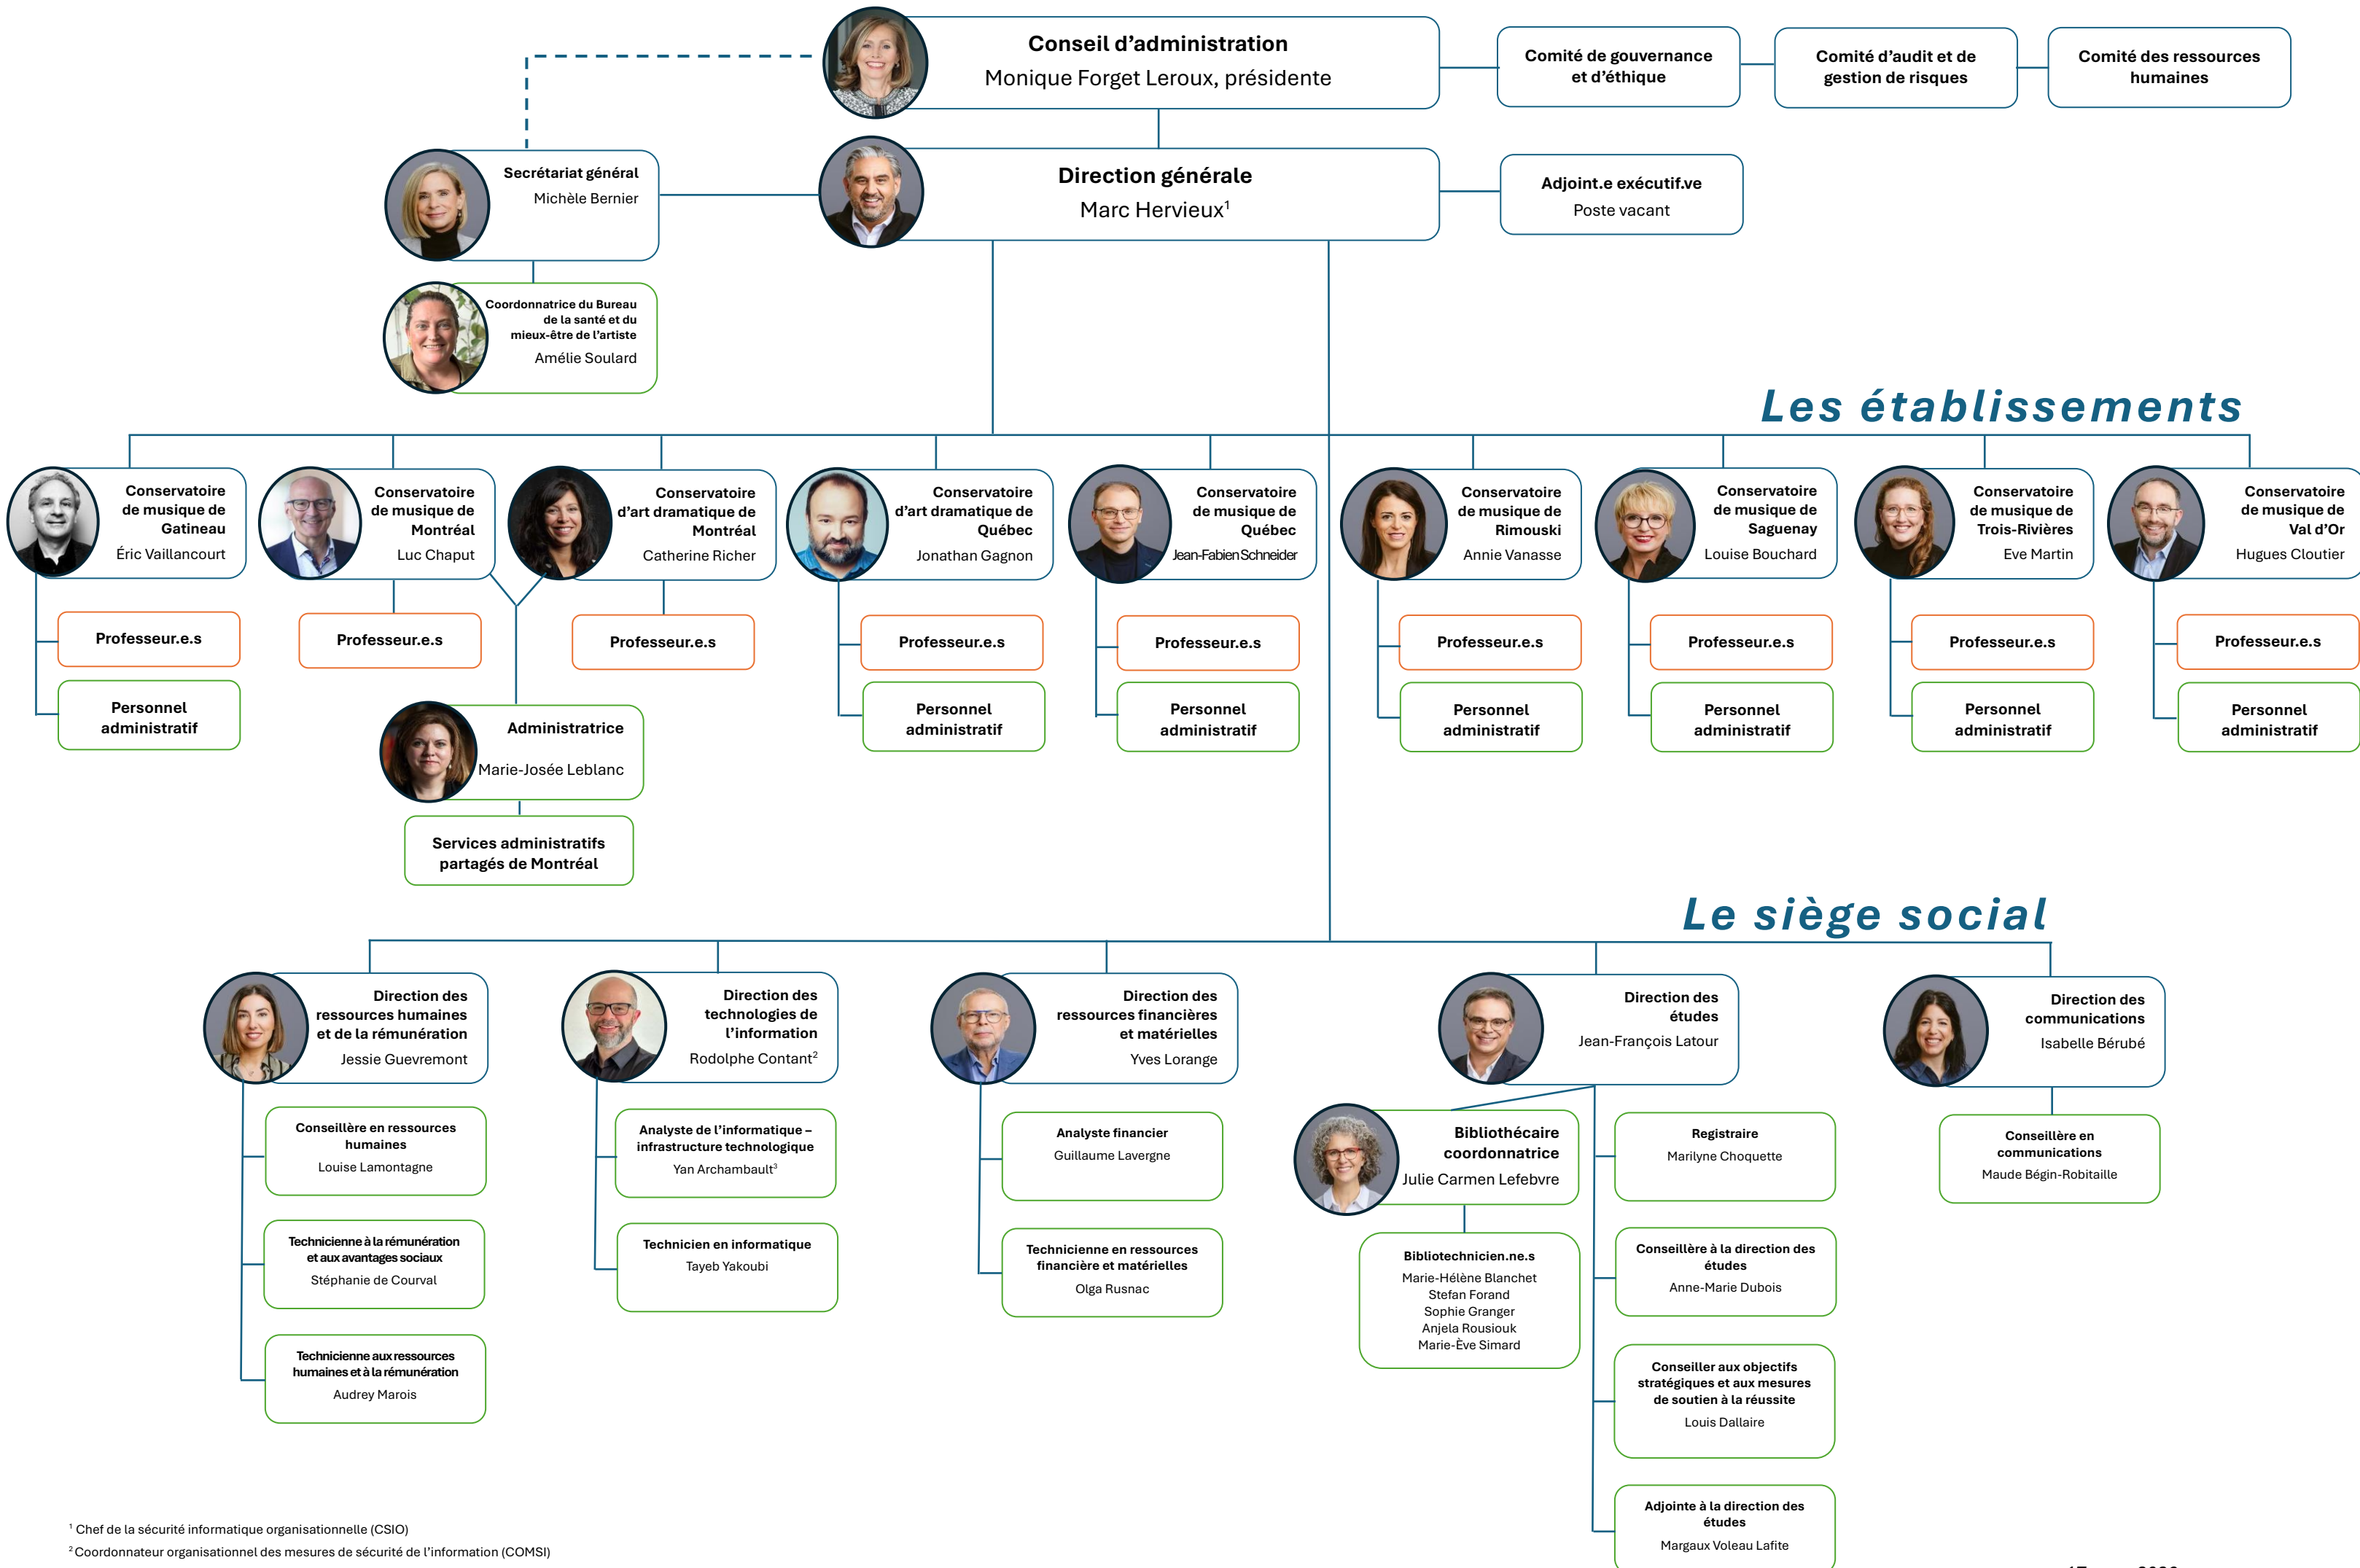 Conseil d’administration
Monique Forget Leroux, présidente
Comité de gouvernance
et d’éthique
Comité d’audit et de
gestion de risques
Comité des ressources
humaines
Secrétariat général
Michèle Bernier
Direction générale
Marc Hervieux¹
Adjoint.e exécutif.ve
Poste vacant
Coordonnatrice du Bureau
de la santé et du
mieux-être de l’artiste
Amélie Soulard
Les établissements
Conservatoire
de musique de
Gatineau
Éric Vaillancourt
Conservatoire
de musique de
Montréal
Luc Chaput
Conservatoire
d’art dramatique de
Montréal
Catherine Richer
Conservatoire
d’art dramatique de
Québec
Jonathan Gagnon
Conservatoire
de musique de
Québec
Jean-Fabien Schneider
Conservatoire
de musique de
Rimouski
Annie Vanasse
Conservatoire
de musique de
Saguenay
Louise Bouchard
Conservatoire
de musique de
Trois-Rivières
Eve Martin
Conservatoire
de musique de
Val d’Or
Hugues Cloutier
Professeur.e.s
Professeur.e.s
Professeur.e.s
Professeur.e.s
Professeur.e.s
Professeur.e.s
Professeur.e.s
Professeur.e.s
Professeur.e.s
Personnel
administratif
Administratrice
Marie-Josée Leblanc
Personnel
administratif
Personnel
administratif
Personnel
administratif
Personnel
administratif
Personnel
administratif
Personnel
administratif
Services administratifs
partagés de Montréal
Le siège social
Direction des
ressources humaines
et de la rémunération
Jessie Guevremont
Direction des
technologies de
l’information
Rodolphe Contant²
Direction des
ressources financières
et matérielles
Yves Lorange
Direction des
études
Jean-François Latour
Direction des
communications
Isabelle Bérubé
Conseillère en ressources
humaines
Louise Lamontagne
Technicienne à la rémunération
et aux avantages sociaux
Stéphanie de Courval
Technicienne aux ressources
humaines et à la rémunération
Audrey Marois
Analyste de l’informatique –
infrastructure technologique
Yan Archambault³
Technicien en informatique
Tayeb Yakoubi
Analyste financier
Guillaume Lavergne
Technicienne en ressources
financière et matérielles
Olga Rusnac
Bibliothécaire
coordonnatrice
Julie Carmen Lefebvre
Bibliotechnicien.ne.s
Marie-Hélène Blanchet
Stefan Forand
Sophie Granger
Anjela Rousiouk
Marie-Ève Simard
Registraire
Marilyne Choquette
Conseillère à la direction des
études
Anne-Marie Dubois
Conseiller aux objectifs
stratégiques et aux mesures
de soutien à la réussite
Louis Dallaire
Adjointe à la direction des
études
Margaux Voleau Lafite
Conseillère en
communications
Maude Bégin-Robitaille
¹ Chef de la sécurité informatique organisationnelle (CSIO)
² Coordonnateur organisationnel des mesures de sécurité de l’information (COMSI)